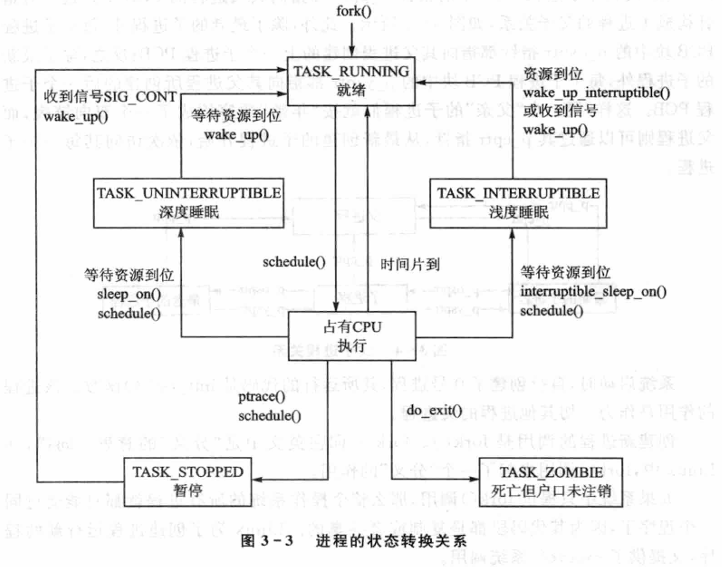 fork()
TASK_RUNNING
就绪
收到信号SIG_CONT
wake_up()
等待资源到位
wake_up()
资源到位
wake_up_interruptible()
或收到信号
wake_up()
TASK_UNINTERRUPTIBLE
深度睡眠
TASK_INTERRUPTIBLE
浅度睡眠
schedule()
时间片到
等待资源到位
sleep_on()
schedule()
等待资源到位
interruptible_sleep_on()
schedule()
占有CPU
执行
ptrace()
schedule()
do_exit()
TASK_STOPPED
暂停
TASK_ZOMBIE
死亡但户口未注销
图 3-3 进程的状态转换关系